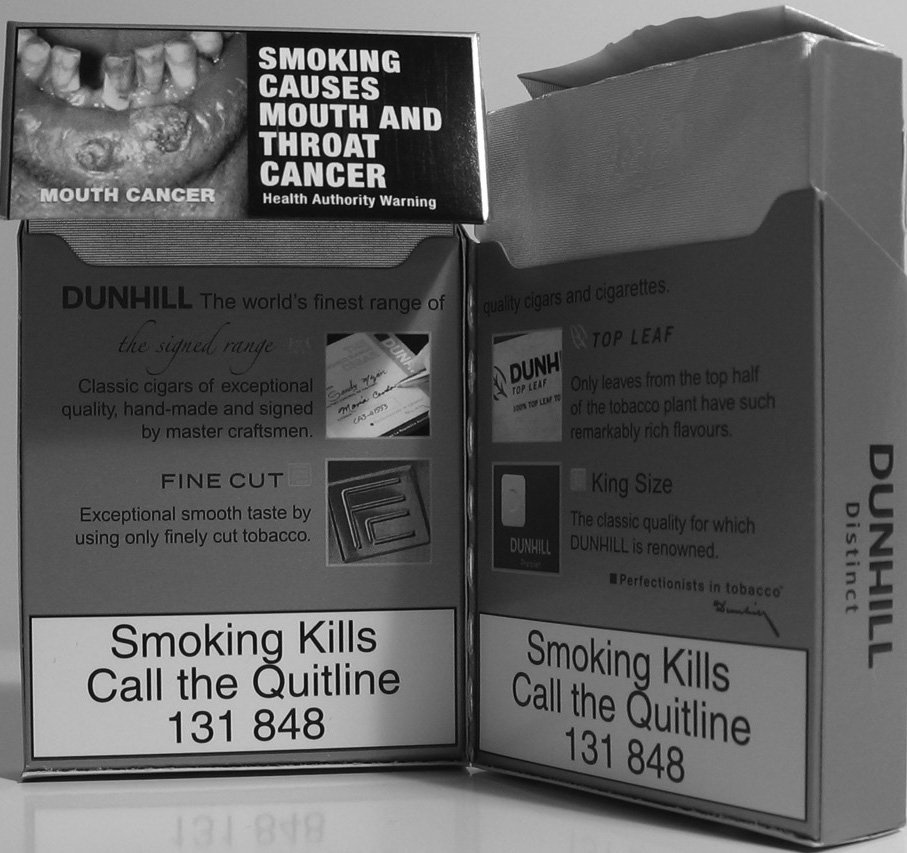 SMOKING
CAUSES
MOUTH AND
THROAT
CANCER
Health Authority Warning
MOUTH CANCER
DUNHILL The world's finest range of
the signed range
Classic cigars of exceptional
quality, hand-made and signed
by master craftsmen.
FINE CUT
Exceptional smooth taste by
using only finely cut tobacco.
Smoking Kills
Call the Quitline
131 848
quality cigars and cigarettes.
DUNH
TOP LEAF
TOP LEAF
Only leaves from the top half
of the tobacco plant have such
remarkably rich flavours.
King Size
The classic quality for which
DUNHILL is renowned.
DUNHILL
Perfectionists in tobacco
Dunhill
Smoking Kills
Call the Quitline
131 848
DUNHILL
Distinct
131 848